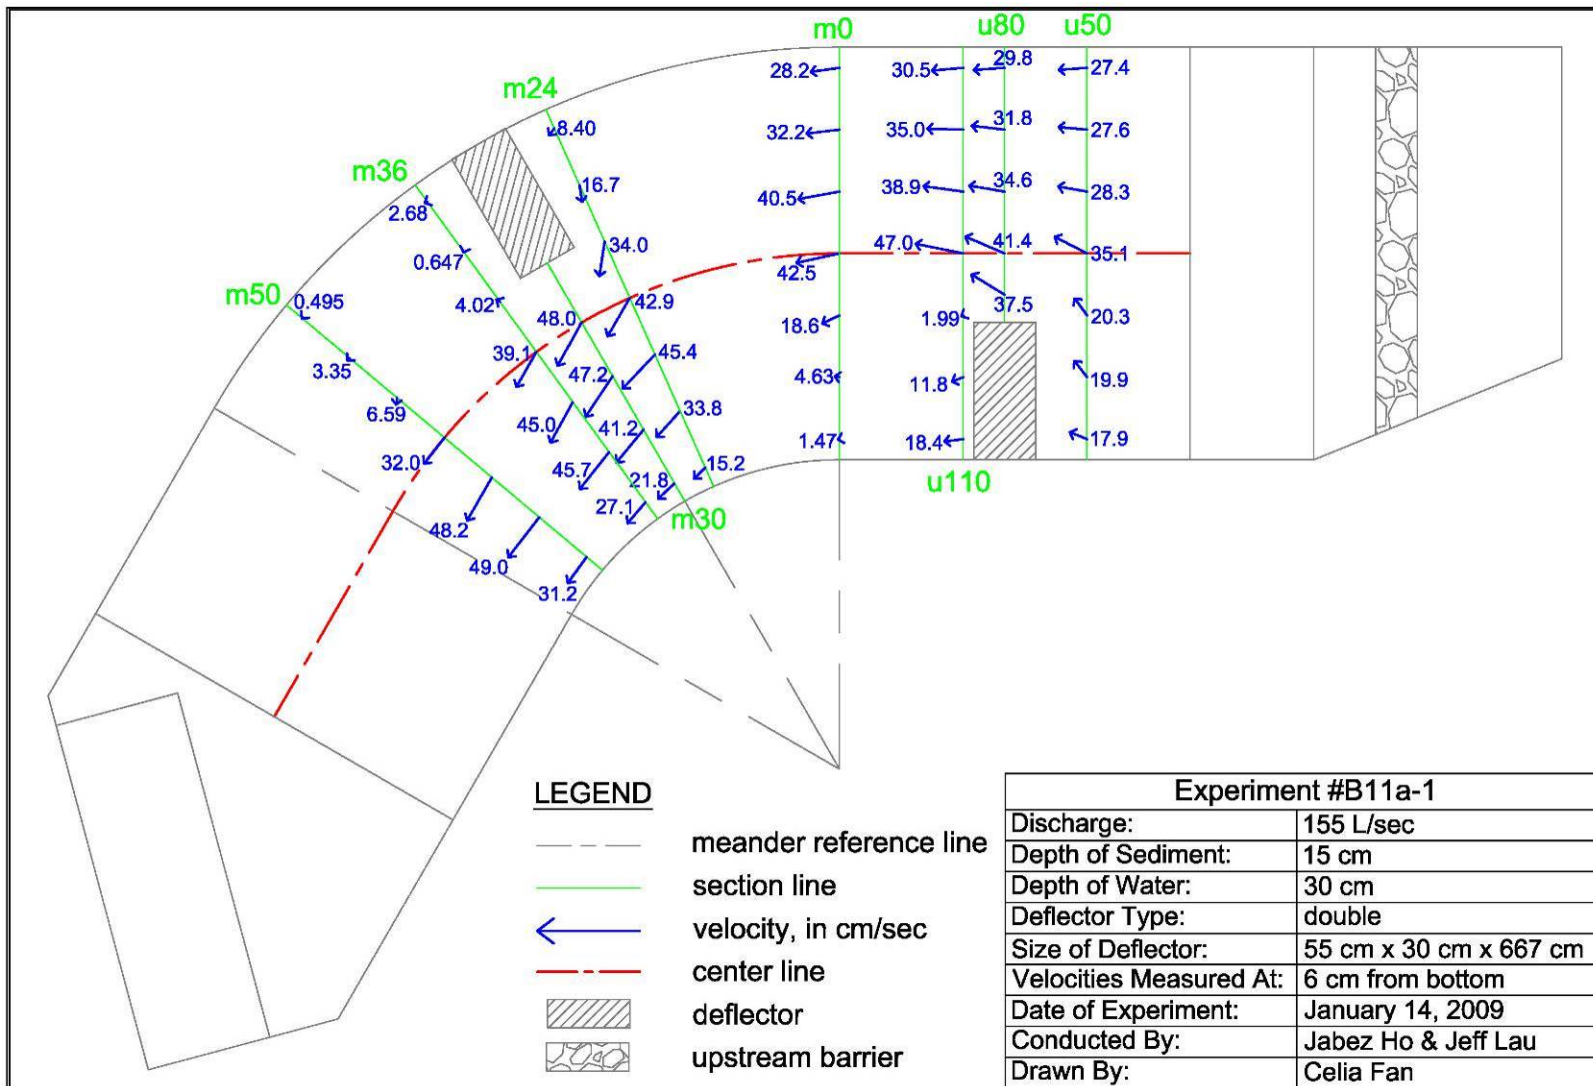 m0 u80 u50
28.2 30.5 29.8 27.4
m24
8.40 32.2 35.0 31.8 27.6
m36
2.68 16.7 40.5 38.9 34.6 28.3
0.647 34.0 42.5 47.0 41.4 35.1
m50
0.495 4.02 48.0 42.9 18.6 1.99 37.5 20.3
3.35 39.1 47.2 45.4 4.63 11.8 19.9
6.59 45.0 41.2 33.8 1.47 18.4 17.9
32.0 45.7 21.8 15.2 u110
48.2 27.1 m30
49.0
31.2
LEGEND
meander reference line
section line
velocity, in cm/sec
center line
deflector
upstream barrier
Experiment #B11a-1
Discharge: 155 L/sec
Depth of Sediment: 15 cm
Depth of Water: 30 cm
Deflector Type: double
Size of Deflector: 55 cm x 30 cm x 667 cm
Velocities Measured At: 6 cm from bottom
Date of Experiment: January 14, 2009
Conducted By: Jabez Ho & Jeff Lau
Drawn By: Celia Fan